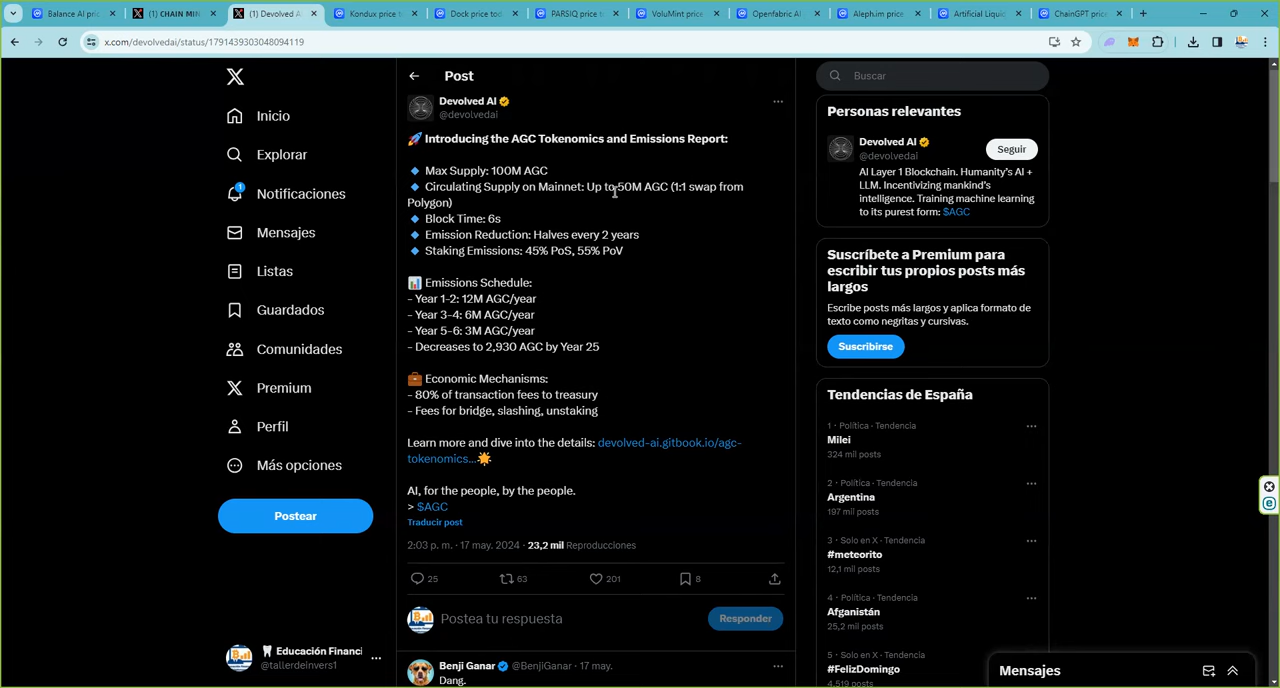 Balance AI pri
(1) CHAIN MIN
(1) Devolved A
Kondux price t
Dock price tod
PARSIQ price t
VoluMint price
Openfabric AI
Aleph.im price
Artificial Liquid
ChainGPT price
x.com/devolvedai/status/1791439303048094119
Inicio
Explorar
1
Notificaciones
Mensajes
Listas
Guardados
Comunidades
Premium
Perfil
Más opciones
Postear
Educación Financi
@tallerdeinvers1
Post
Devolved AI
@devolvedai
🚀 Introducing the AGC Tokenomics and Emissions Report:
🔹 Max Supply: 100M AGC
🔹 Circulating Supply on Mainnet: Up to 50M AGC (1:1 swap from
Polygon)
🔹 Block Time: 6s
🔹 Emission Reduction: Halves every 2 years
🔹 Staking Emissions: 45% PoS, 55% PoV
📊 Emissions Schedule:
- Year 1-2: 12M AGC/year
- Year 3-4: 6M AGC/year
- Year 5-6: 3M AGC/year
- Decreases to 2,930 AGC by Year 25
💼 Economic Mechanisms:
- 80% of transaction fees to treasury
- Fees for bridge, slashing, unstaking
Learn more and dive into the details: devolved-ai.gitbook.io/agc-
tokenomics...🌟
AI, for the people, by the people.
> $AGC
Traducir post
2:03 p. m. · 17 may. 2024 · 23,2 mil Reproducciones
25
63
201
8
Postea tu respuesta
Responder
Benji Ganar @BenjiGanar · 17 may.
Dang.
Buscar
Personas relevantes
Devolved AI
@devolvedai
Seguir
AI Layer 1 Blockchain. Humanity's AI +
LLM. Incentivizing mankind's
intelligence. Training machine learning
to its purest form: $AGC
Suscríbete a Premium para
escribir tus propios posts más
largos
Escribe posts más largos y aplica formato de
texto como negritas y cursivas.
Suscribirse
Tendencias de España
1 · Política · Tendencia
Milei
324 mil posts
2 · Política · Tendencia
Argentina
197 mil posts
3 · Solo en X · Tendencia
#meteorito
12,1 mil posts
4 · Política · Tendencia
Afganistán
25,2 mil posts
5 · Solo en X · Tendencia
#FelizDomingo
4.519 posts
Mensajes